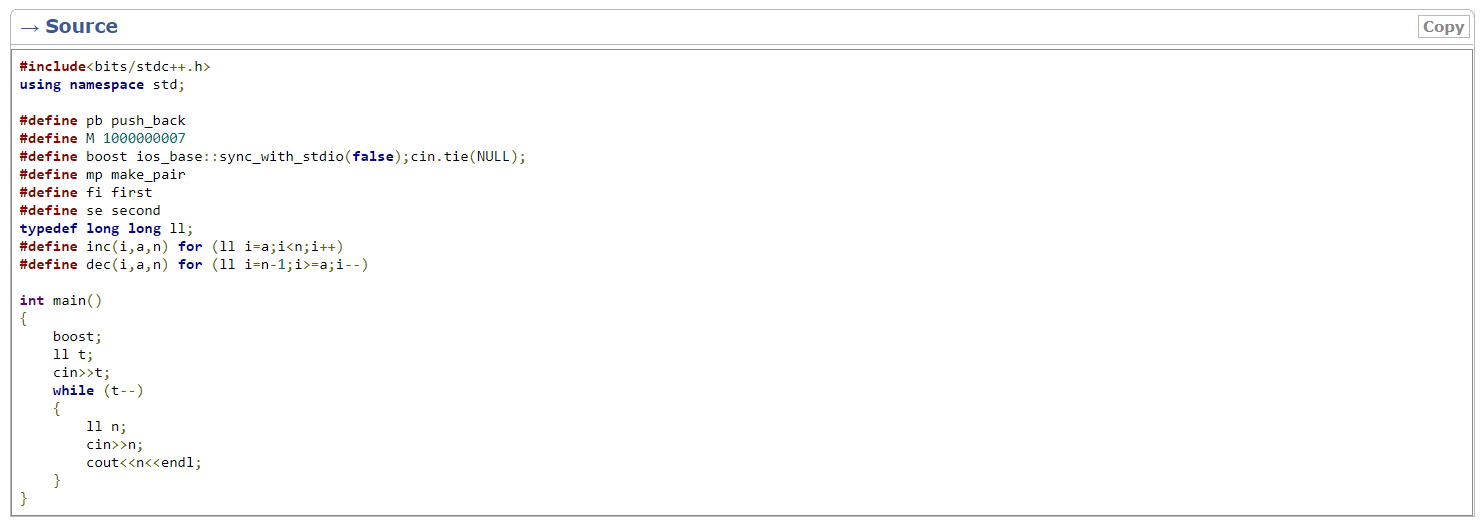 → Source
Copy
#include<bits/stdc++.h>
using namespace std;

#define pb push_back
#define M 1000000007
#define boost ios_base::sync_with_stdio(false);cin.tie(NULL);
#define mp make_pair
#define fi first
#define se second
typedef long long ll;
#define inc(i,a,n) for (ll i=a;i<n;i++)
#define dec(i,a,n) for (ll i=n-1;i>=a;i--)

int main()
{
    boost;
    ll t;
    cin>>t;
    while (t--)
    {
        ll n;
        cin>>n;
        cout<<n<<endl;
    }
}